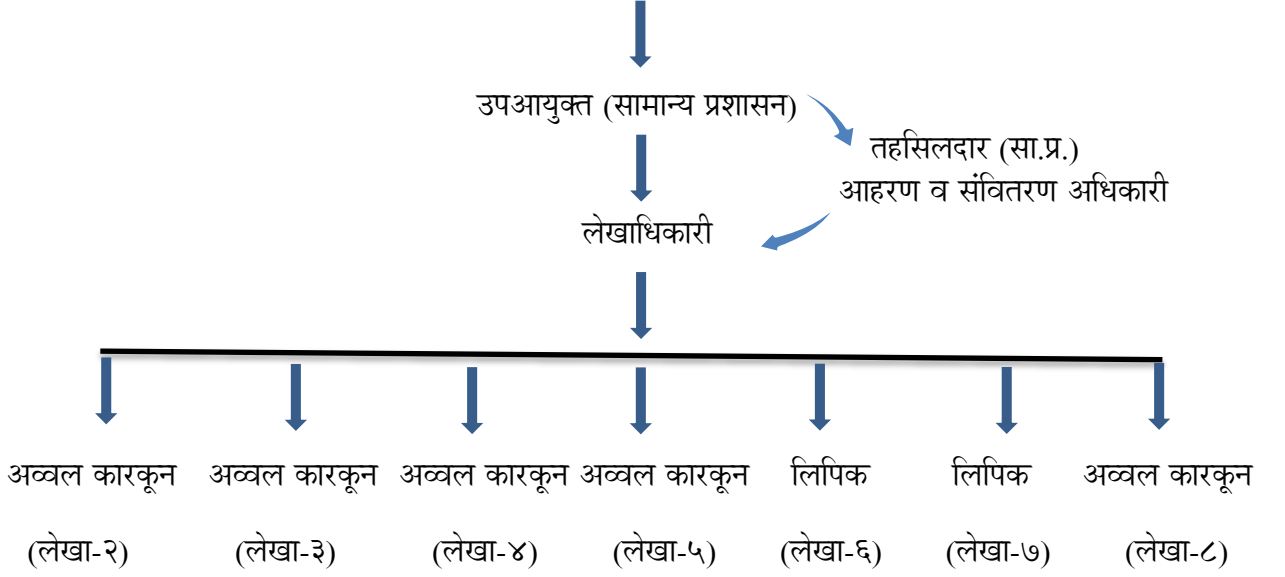 उपआयुक्त (सामान्य प्रशासन)
तहसिलदार (सा.प्र.)
आहरण व संवितरण अधिकारी
लेखाधिकारी
अव्वल कारकून अव्वल कारकून अव्वल कारकून अव्वल कारकून लिपिक लिपिक अव्वल कारकून
(लेखा-२) (लेखा-३) (लेखा-४) (लेखा-५) (लेखा-६) (लेखा-७) (लेखा-८)